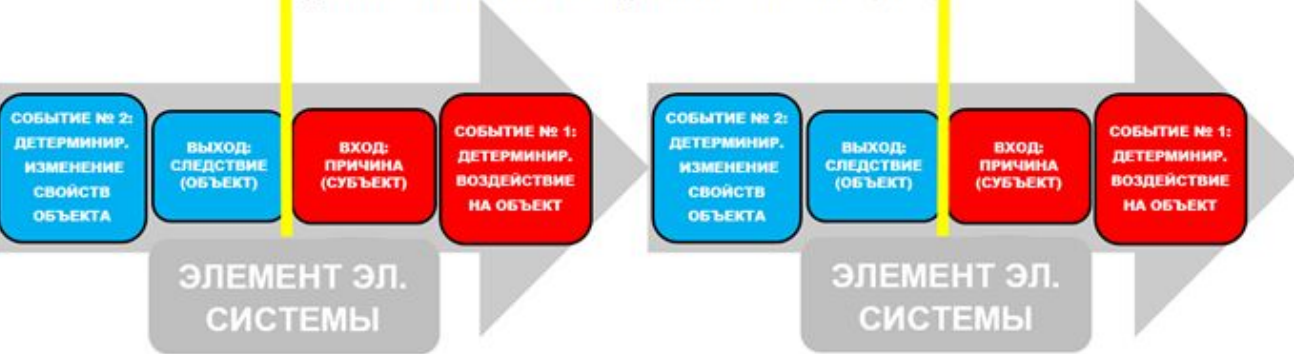 СОБЫТИЕ № 2:
ДЕТЕРМИНИР.
ИЗМЕНЕНИЕ
СВОЙСТВ
ОБЪЕКТА
ВЫХОД:
СЛЕДСТВИЕ
(ОБЪЕКТ)
ВХОД:
ПРИЧИНА
(СУБЪЕКТ)
СОБЫТИЕ № 1:
ДЕТЕРМИНИР.
ВОЗДЕЙСТВИЕ
НА ОБЪЕКТ
ЭЛЕМЕНТ ЭЛ.
СИСТЕМЫ
СОБЫТИЕ № 2:
ДЕТЕРМИНИР.
ИЗМЕНЕНИЕ
СВОЙСТВ
ОБЪЕКТА
ВЫХОД:
СЛЕДСТВИЕ
(ОБЪЕКТ)
ВХОД:
ПРИЧИНА
(СУБЪЕКТ)
СОБЫТИЕ № 1:
ДЕТЕРМИНИР.
ВОЗДЕЙСТВИЕ
НА ОБЪЕКТ
ЭЛЕМЕНТ ЭЛ.
СИСТЕМЫ